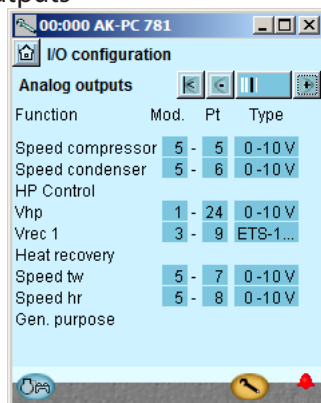 outputs
00:000 AK-PC 781
I/O configuration
Analog outputs
Function Mod. Pt Type
Speed compressor 5 - 5 0 -10 V
Speed condenser 5 - 6 0 -10 V
HP Control
Vhp 1 - 24 0 -10 V
Vrec 1 3 - 9 ETS-1...
Heat recovery
Speed tw 5 - 7 0 -10 V
Speed hr 5 - 8 0 -10 V
Gen. purpose